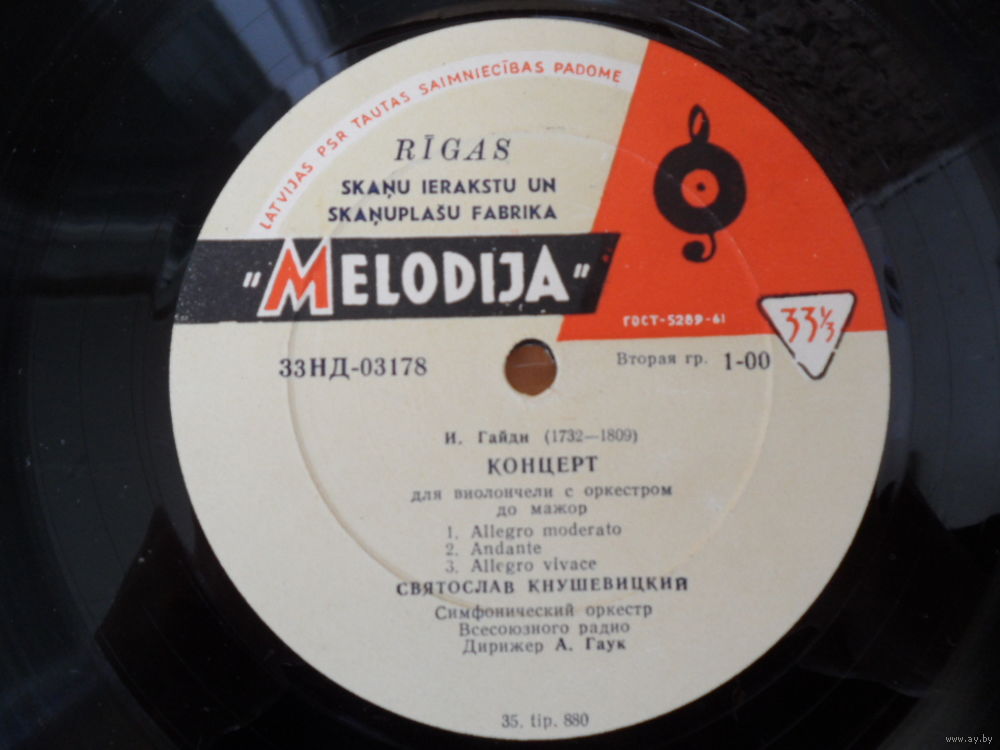 LATVIJAS PSR TAUTAS SAIMNIECĪBAS PADOME
RĪGAS
SKAŅU IERAKSTU UN
SKAŅUPLAŠU FABRIKA
"MELODIJA"
ГОСТ-5289-61
33⅓
33НД-03178
Вторая гр. 1-00
И. Гайдн (1732—1809)
КОНЦЕРТ
для виолончели с оркестром
до мажор
1. Allegro moderato
2. Andante
3. Allegro vivace
СВЯТОСЛАВ КНУШЕВИЦКИЙ
Симфонический оркестр
Всесоюзного радио
Дирижер А. Гаук
35. tip. 880
www.ay.by